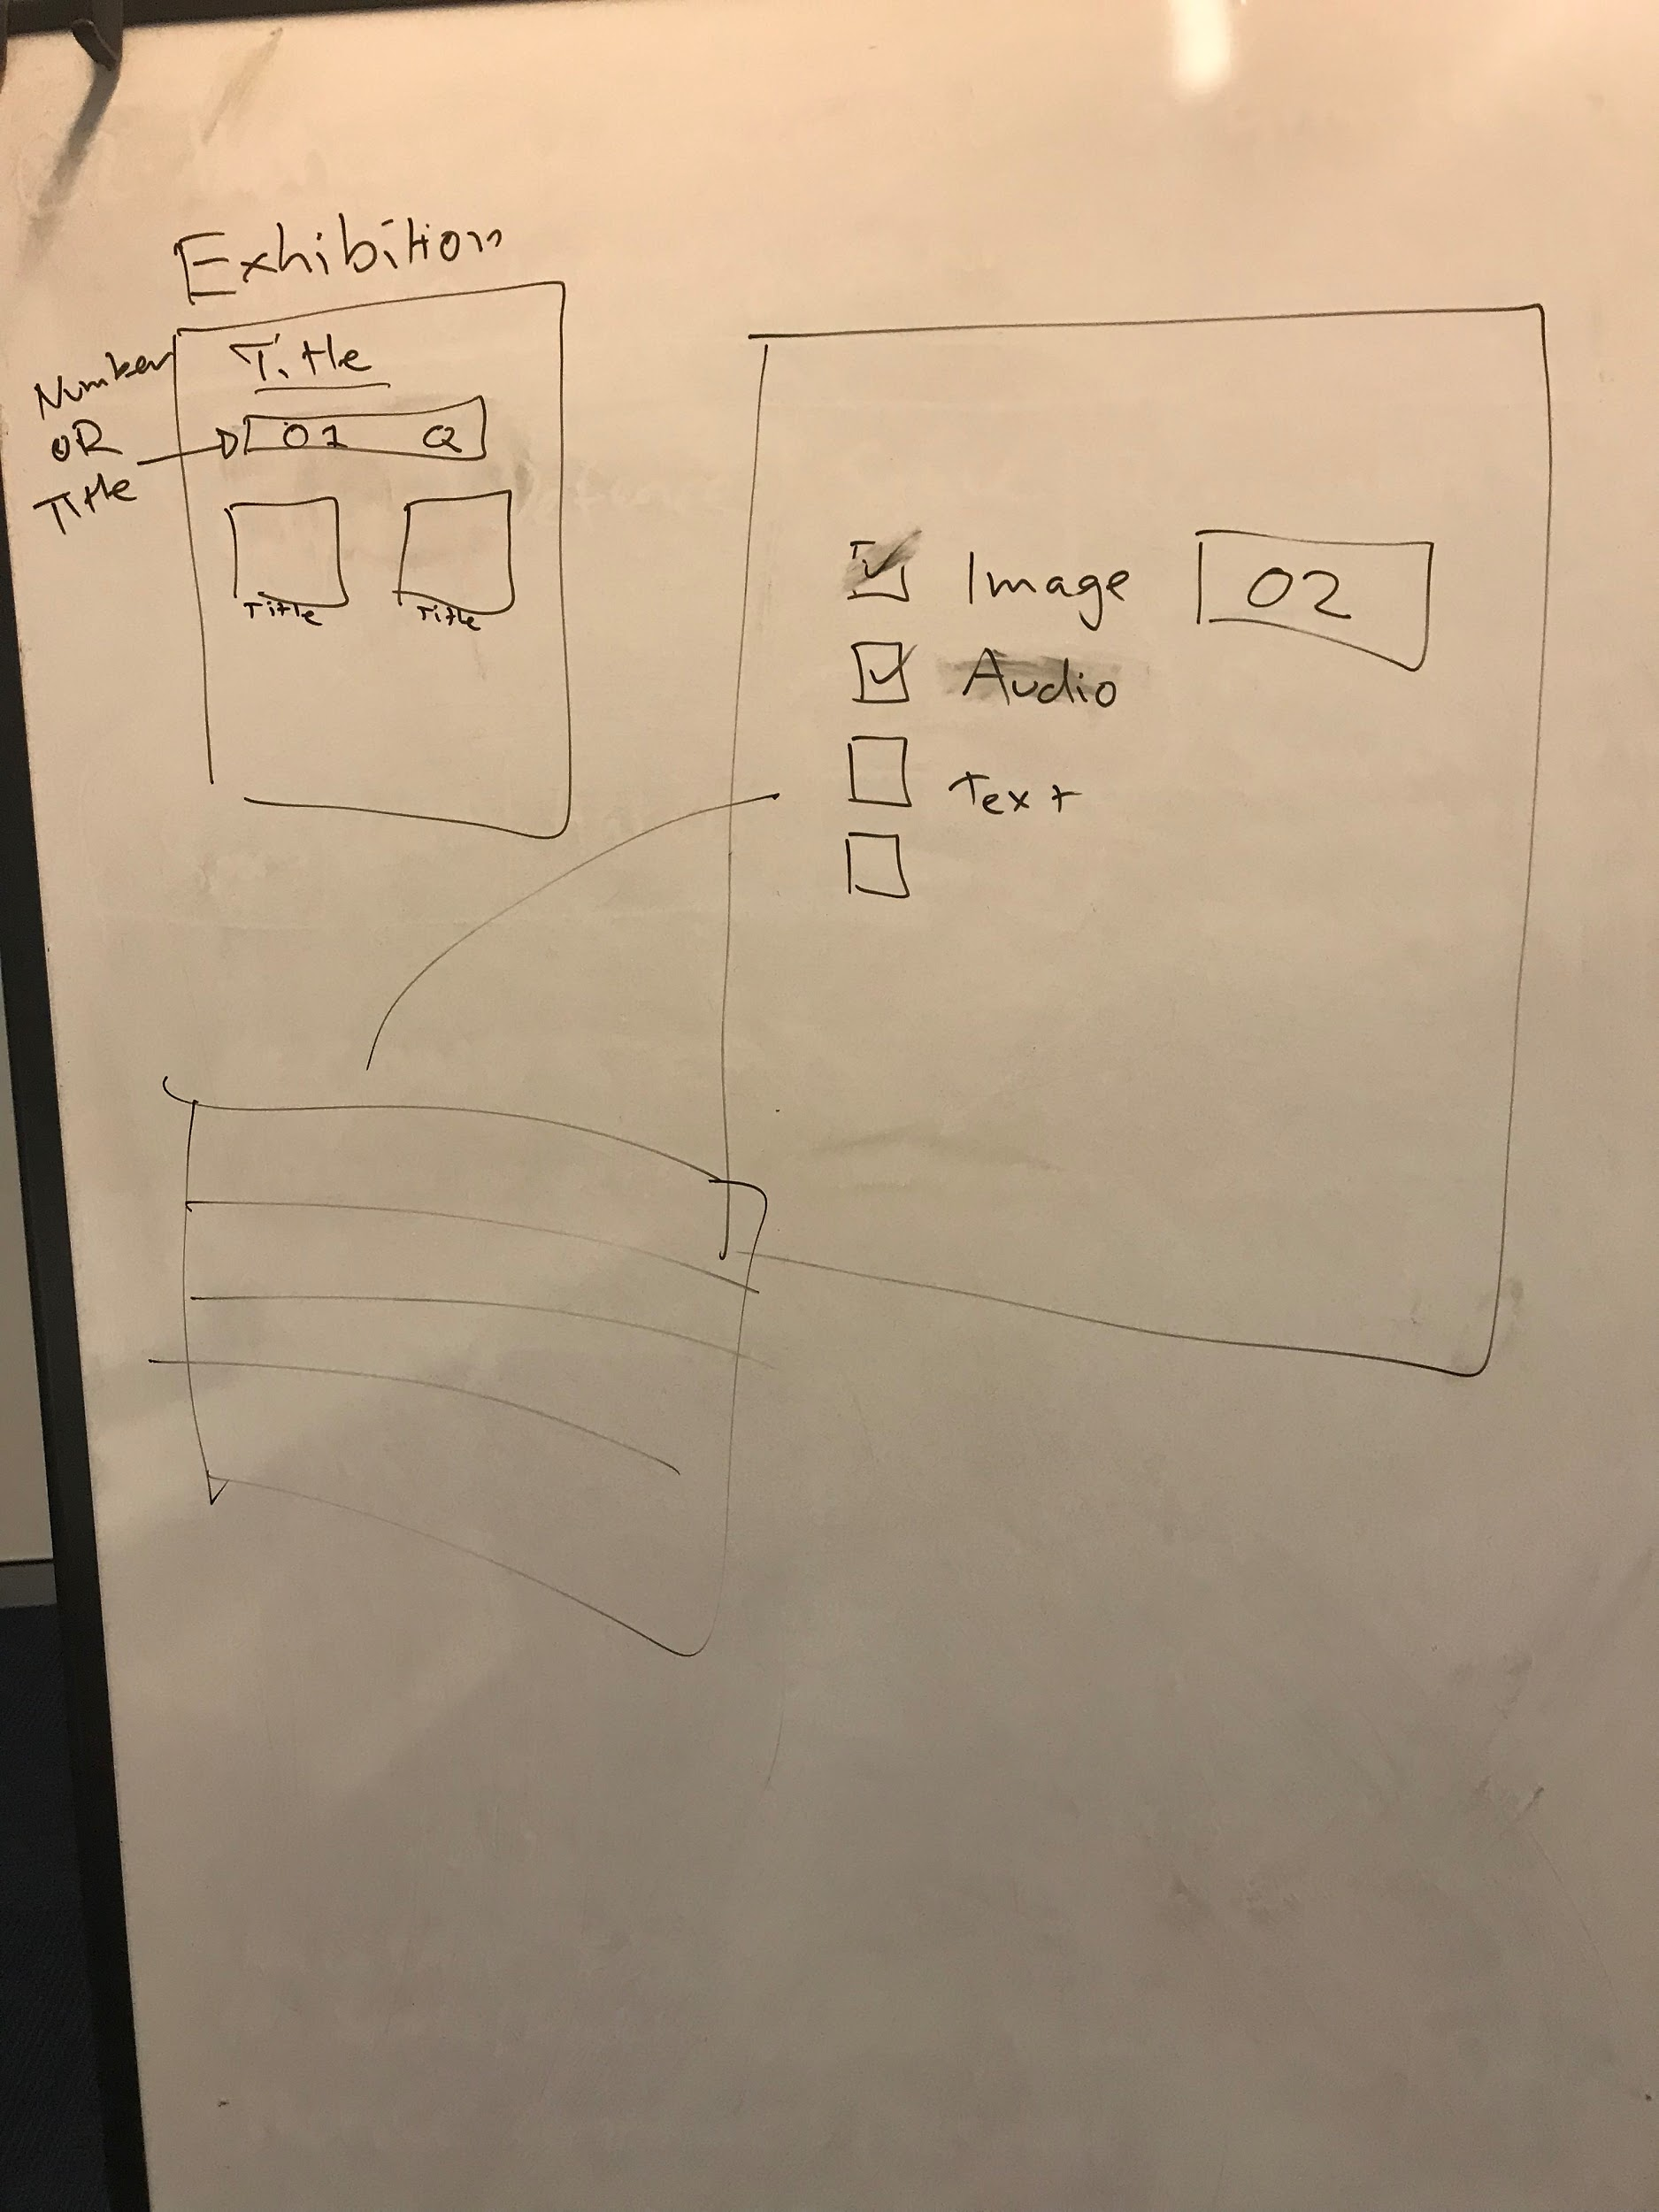 Exhibition
Title
Number
OR
Title
01 Q
Title Title
Image 02
Audio
Text